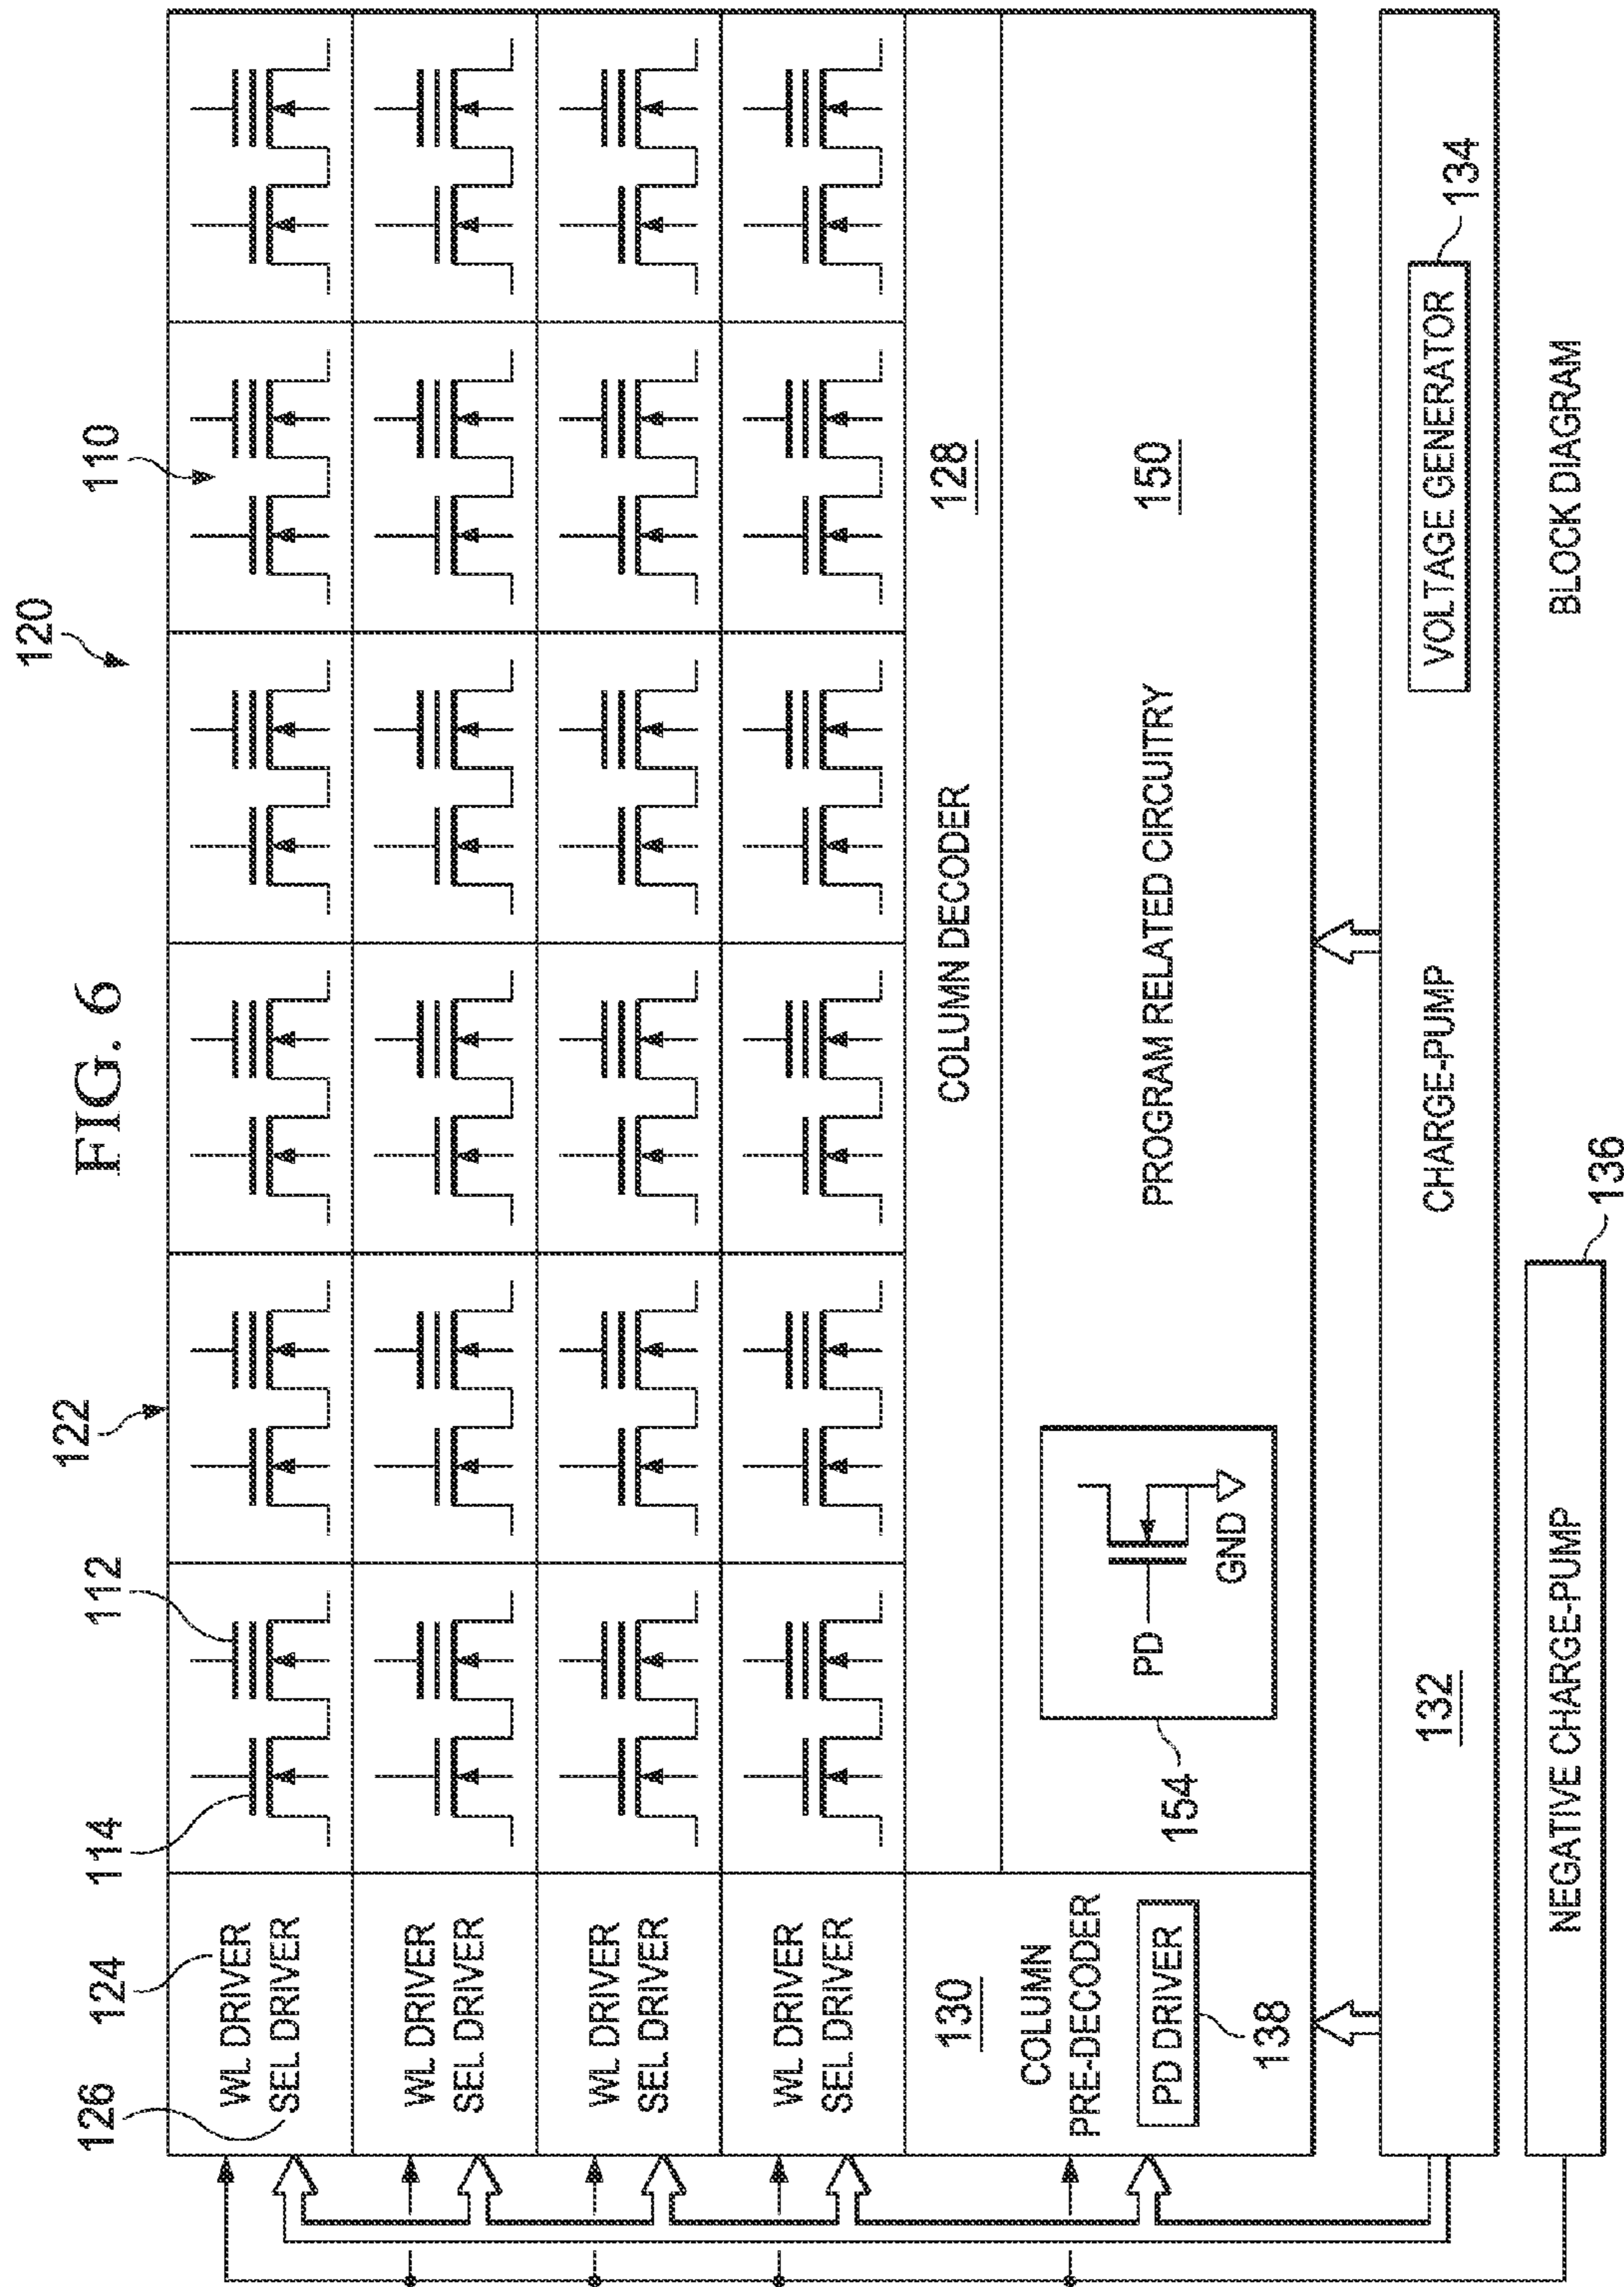 FIG. 6
120
122
110
112
114
124
126
WL DRIVER
SEL DRIVER
WL DRIVER
SEL DRIVER
WL DRIVER
SEL DRIVER
WL DRIVER
SEL DRIVER
COLUMN DECODER
128
130
COLUMN
PRE-DECODER
PD DRIVER
138
154
PD
GND
PROGRAM RELATED CIRCUITRY
150
132
CHARGE-PUMP
VOLTAGE GENERATOR
134
NEGATIVE CHARGE-PUMP
136
BLOCK DIAGRAM